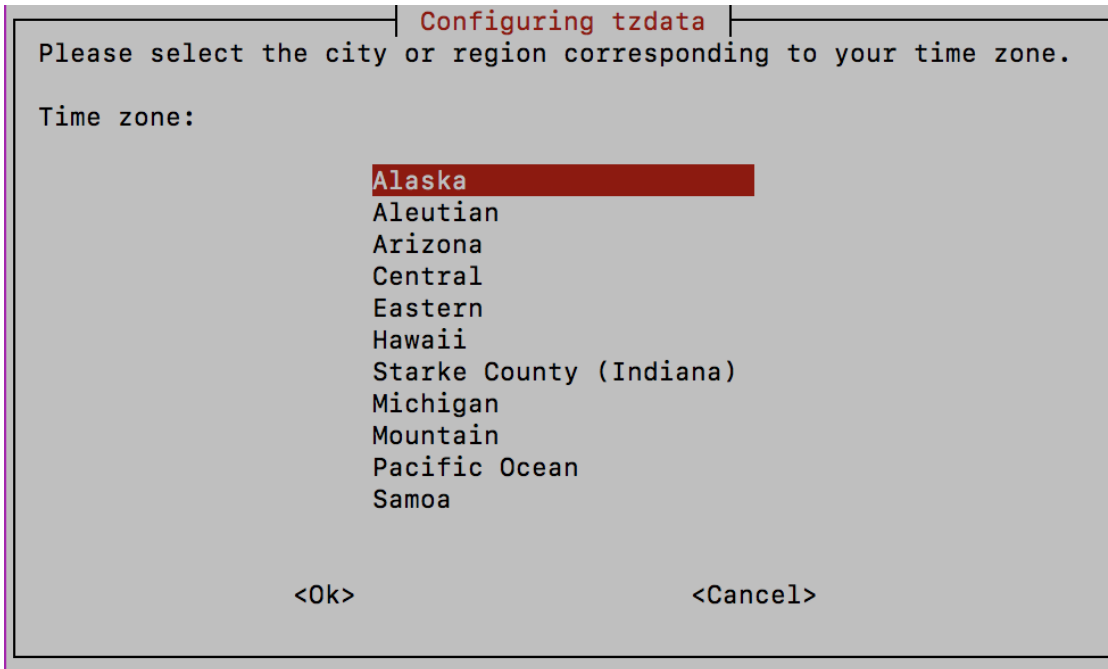 Configuring tzdata
Please select the city or region corresponding to your time zone.
Time zone:
Alaska
Aleutian
Arizona
Central
Eastern
Hawaii
Starke County (Indiana)
Michigan
Mountain
Pacific Ocean
Samoa
<Ok> <Cancel>